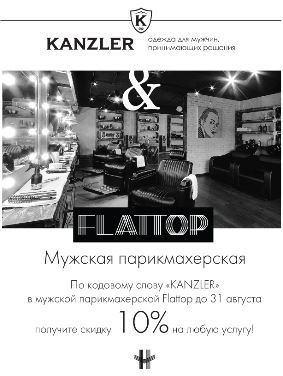 K
KANZLER
одежда для мужчин,
принимающих решения
&
FLATTOP
Мужская парикмахерская
По кодовому слову «KANZLER»
в мужской парикмахерской Flattop до 31 августа
получите скидку 10% на любую услугу!
H